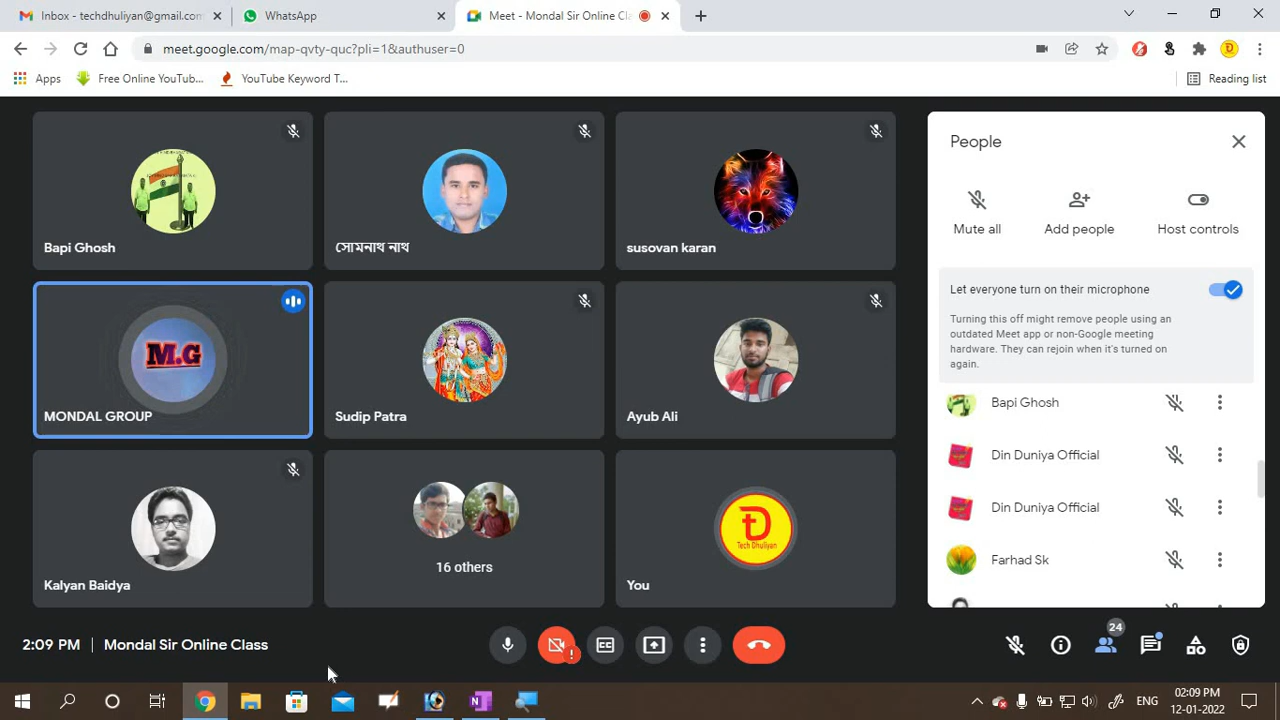 Inbox - techdhuliyan@gmail.com
WhatsApp
Meet - Mondal Sir Online Cla
meet.google.com/map-qvty-quc?pli=1&authuser=0
Apps
Free Online YouTub...
YouTube Keyword T...
Reading list
Bapi Ghosh
সোমনাথ নাথ
susovan karan
M.G
MONDAL GROUP
Sudip Patra
Ayub Ali
Kalyan Baidya
16 others
Tech Dhuliyan
You
People
Mute all
Add people
Host controls
Let everyone turn on their microphone
Turning this off might remove people using an
outdated Meet app or non-Google meeting
hardware. They can rejoin when it's turned on
again.
Bapi Ghosh
Din Duniya Official
Din Duniya Official
Farhad Sk
2:09 PM | Mondal Sir Online Class
CC
24
ENG
02:09 PM
12-01-2022